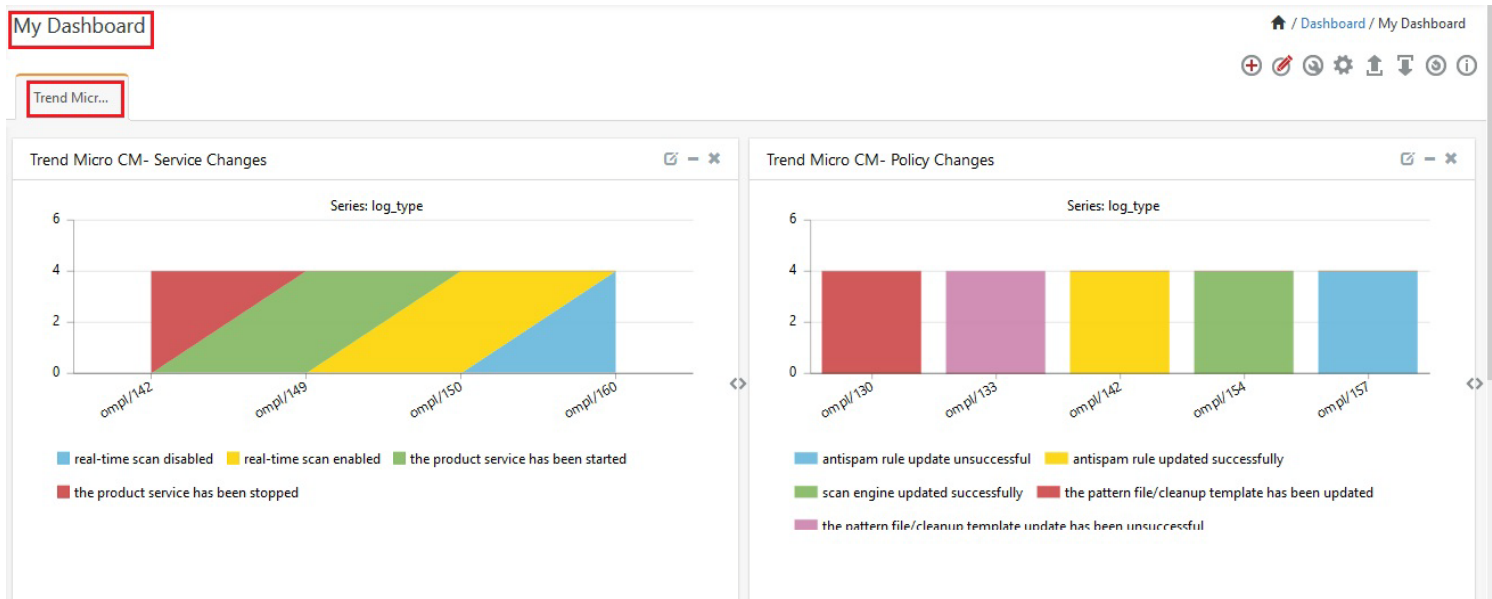 My Dashboard
/ Dashboard / My Dashboard
Trend Micr...
Trend Micro CM- Service Changes
Series: log_type
6
4
2
0
ompl/142
ompl/149
ompl/150
ompl/160
real-time scan disabled real-time scan enabled the product service has been started
the product service has been stopped
Trend Micro CM- Policy Changes
Series: log_type
6
4
2
0
ompl/130
ompl/133
ompl/142
ompl/154
ompl/157
antispam rule update unsuccessful antispam rule updated successfully
scan engine updated successfully the pattern file/cleanup template has been updated
the pattern file/cleanup template update has been unsuccessful